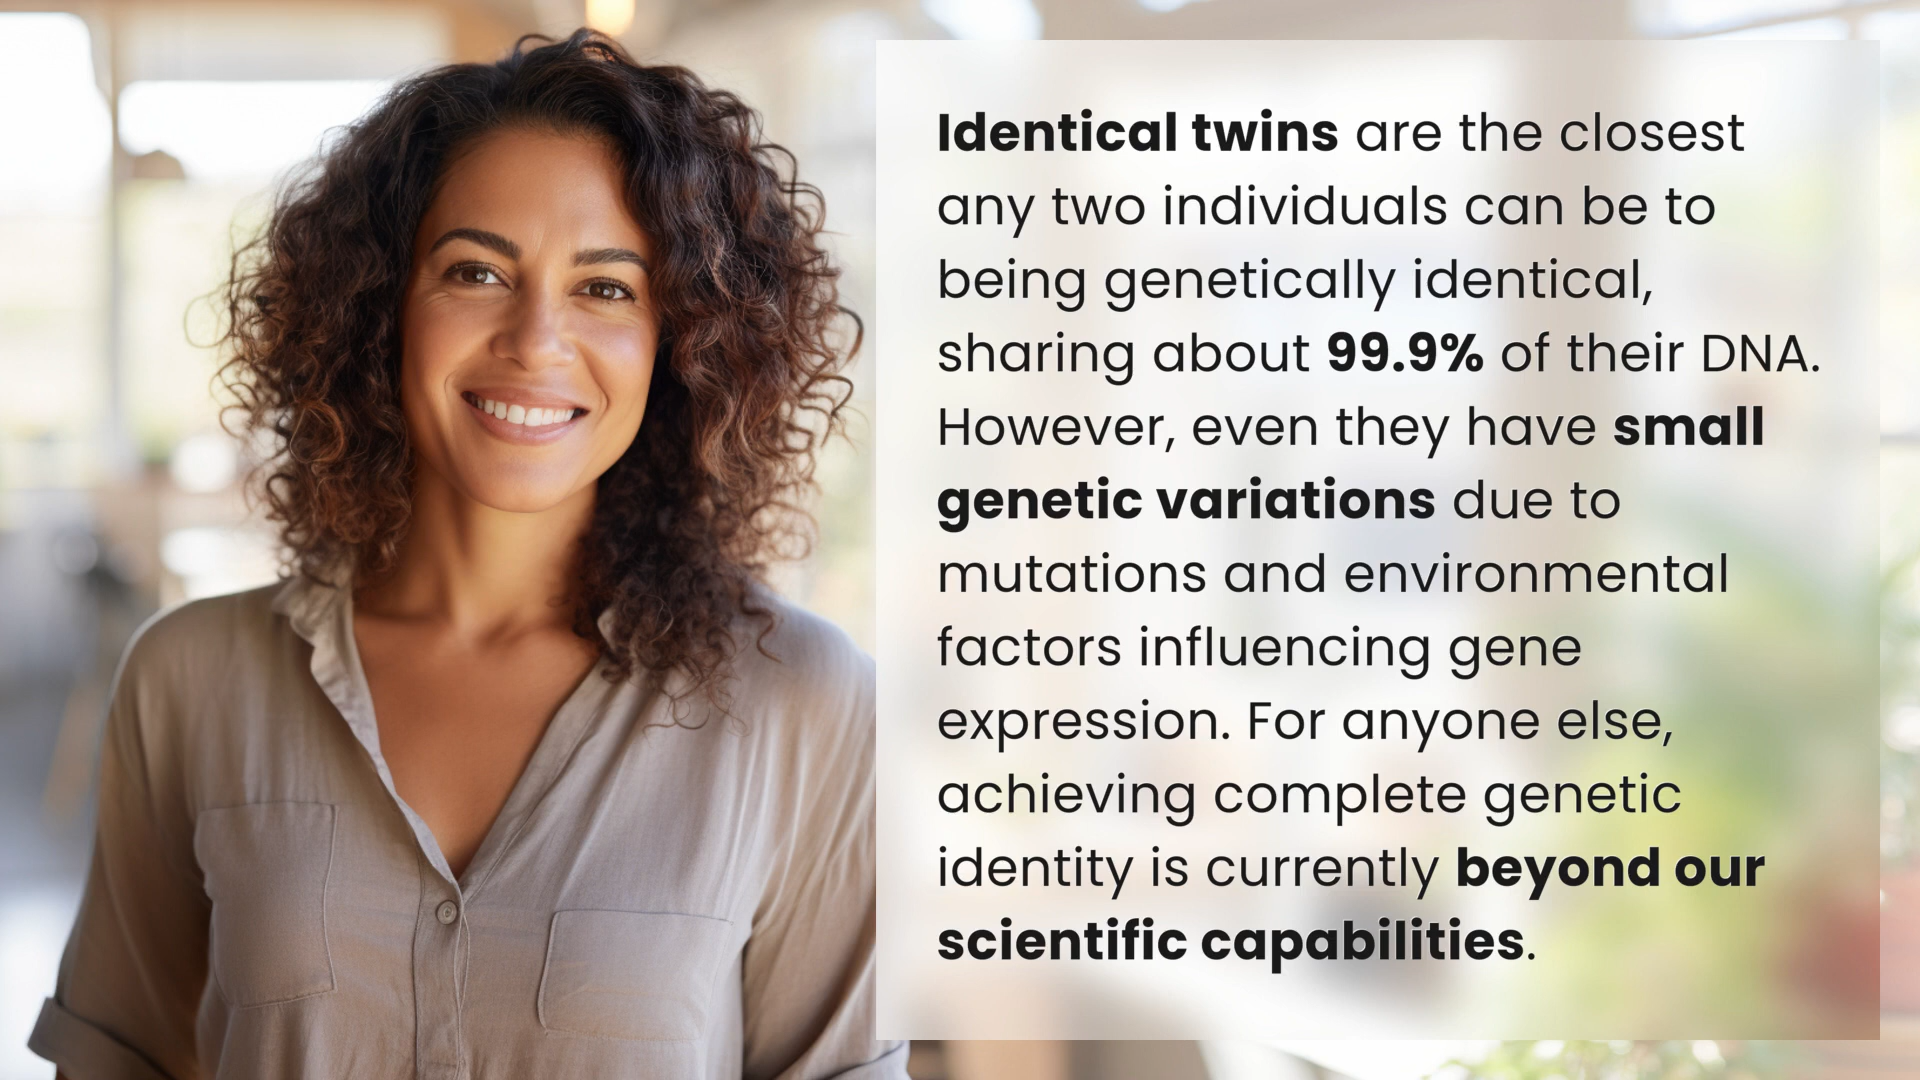 Identical twins are the closest
any two individuals can be to
being genetically identical,
sharing about 99.9% of their DNA.
However, even they have small
genetic variations due to
mutations and environmental
factors influencing gene
expression. For anyone else,
achieving complete genetic
identity is currently beyond our
scientific capabilities.